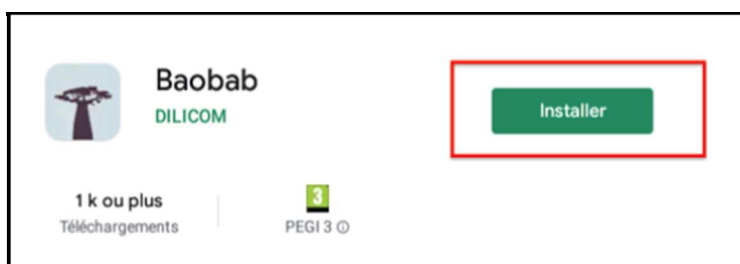 Baobab
DILICOM
Installer
1 k ou plus
Téléchargements
3
PEGI 3